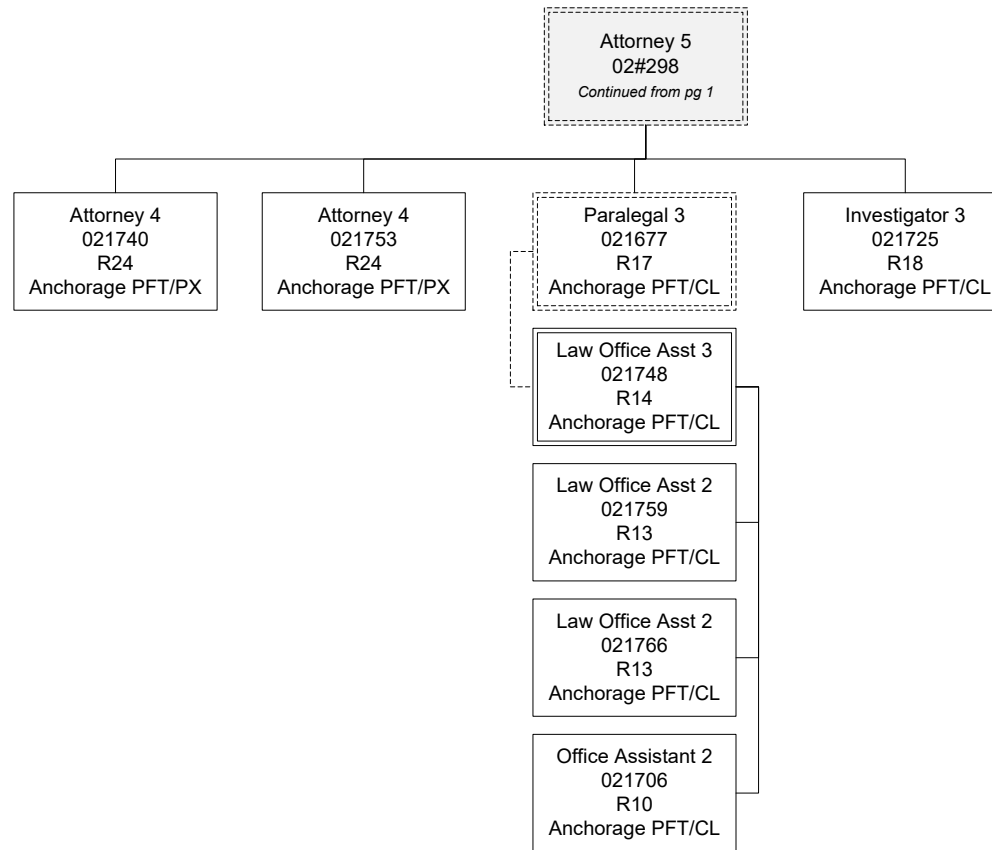 Attorney 5
02#298
Continued from pg 1
Attorney 4
021740
R24
Anchorage PFT/PX
Attorney 4
021753
R24
Anchorage PFT/PX
Paralegal 3
021677
R17
Anchorage PFT/CL
Investigator 3
021725
R18
Anchorage PFT/CL
Law Office Asst 3
021748
R14
Anchorage PFT/CL
Law Office Asst 2
021759
R13
Anchorage PFT/CL
Law Office Asst 2
021766
R13
Anchorage PFT/CL
Office Assistant 2
021706
R10
Anchorage PFT/CL